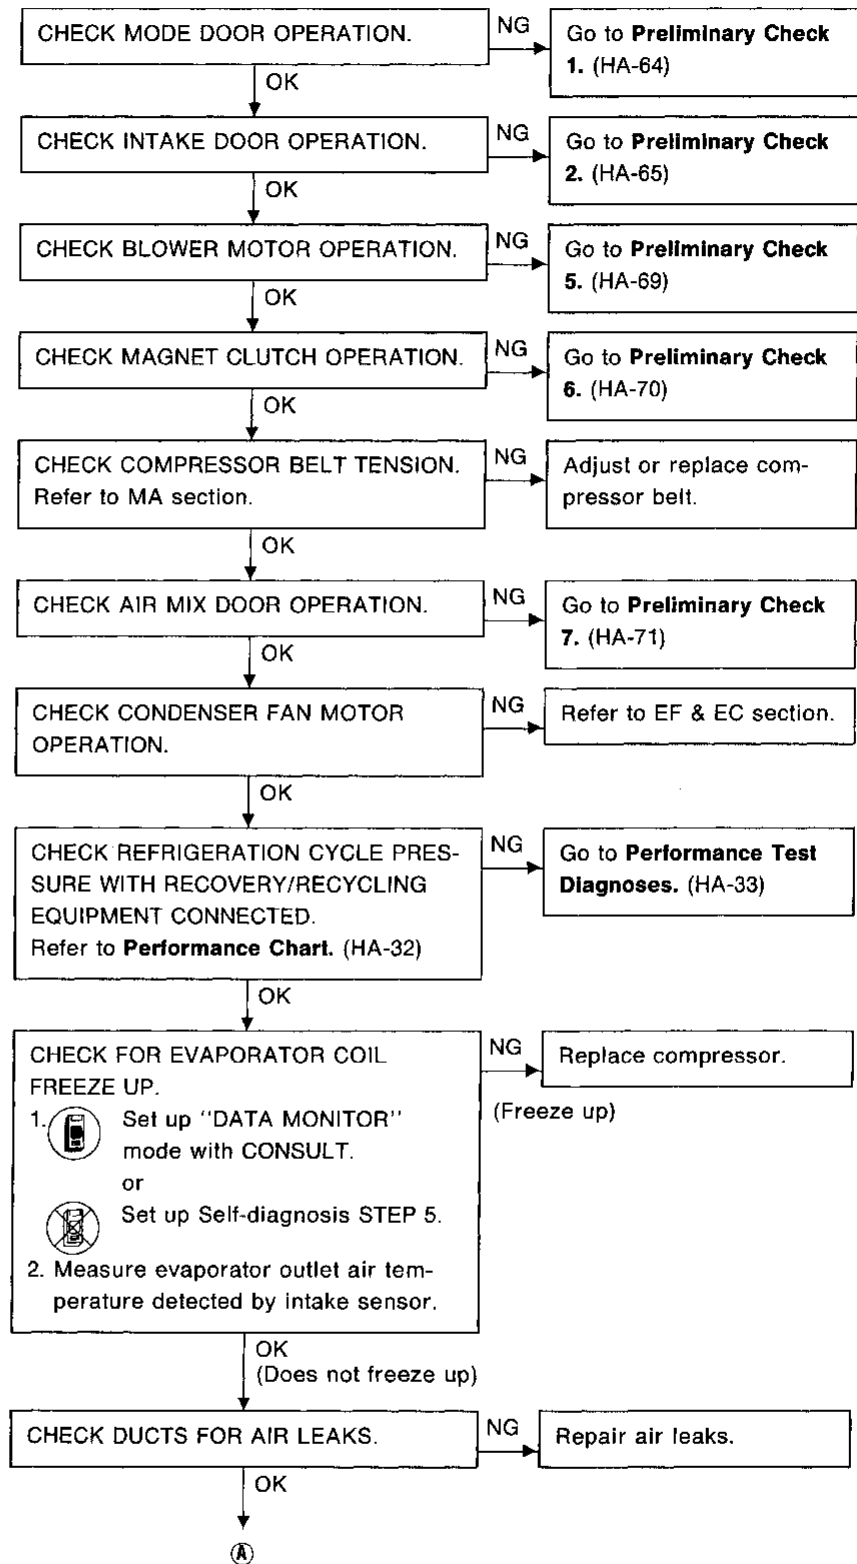 CHECK MODE DOOR OPERATION.
NG
Go to Preliminary Check
1. (HA-64)
OK
CHECK INTAKE DOOR OPERATION.
NG
Go to Preliminary Check
2. (HA-65)
OK
CHECK BLOWER MOTOR OPERATION.
NG
Go to Preliminary Check
5. (HA-69)
OK
CHECK MAGNET CLUTCH OPERATION.
NG
Go to Preliminary Check
6. (HA-70)
OK
CHECK COMPRESSOR BELT TENSION.
Refer to MA section.
NG
Adjust or replace com-
pressor belt.
OK
CHECK AIR MIX DOOR OPERATION.
NG
Go to Preliminary Check
7. (HA-71)
OK
CHECK CONDENSER FAN MOTOR
OPERATION.
NG
Refer to EF & EC section.
OK
CHECK REFRIGERATION CYCLE PRES-
SURE WITH RECOVERY/RECYCLING
EQUIPMENT CONNECTED.
Refer to Performance Chart. (HA-32)
NG
Go to Performance Test
Diagnoses. (HA-33)
OK
CHECK FOR EVAPORATOR COIL
FREEZE UP.
1. Set up "DATA MONITOR"
mode with CONSULT.
or
Set up Self-diagnosis STEP 5.
2. Measure evaporator outlet air tem-
perature detected by intake sensor.
NG
(Freeze up)
Replace compressor.
OK
(Does not freeze up)
CHECK DUCTS FOR AIR LEAKS.
NG
Repair air leaks.
OK
A